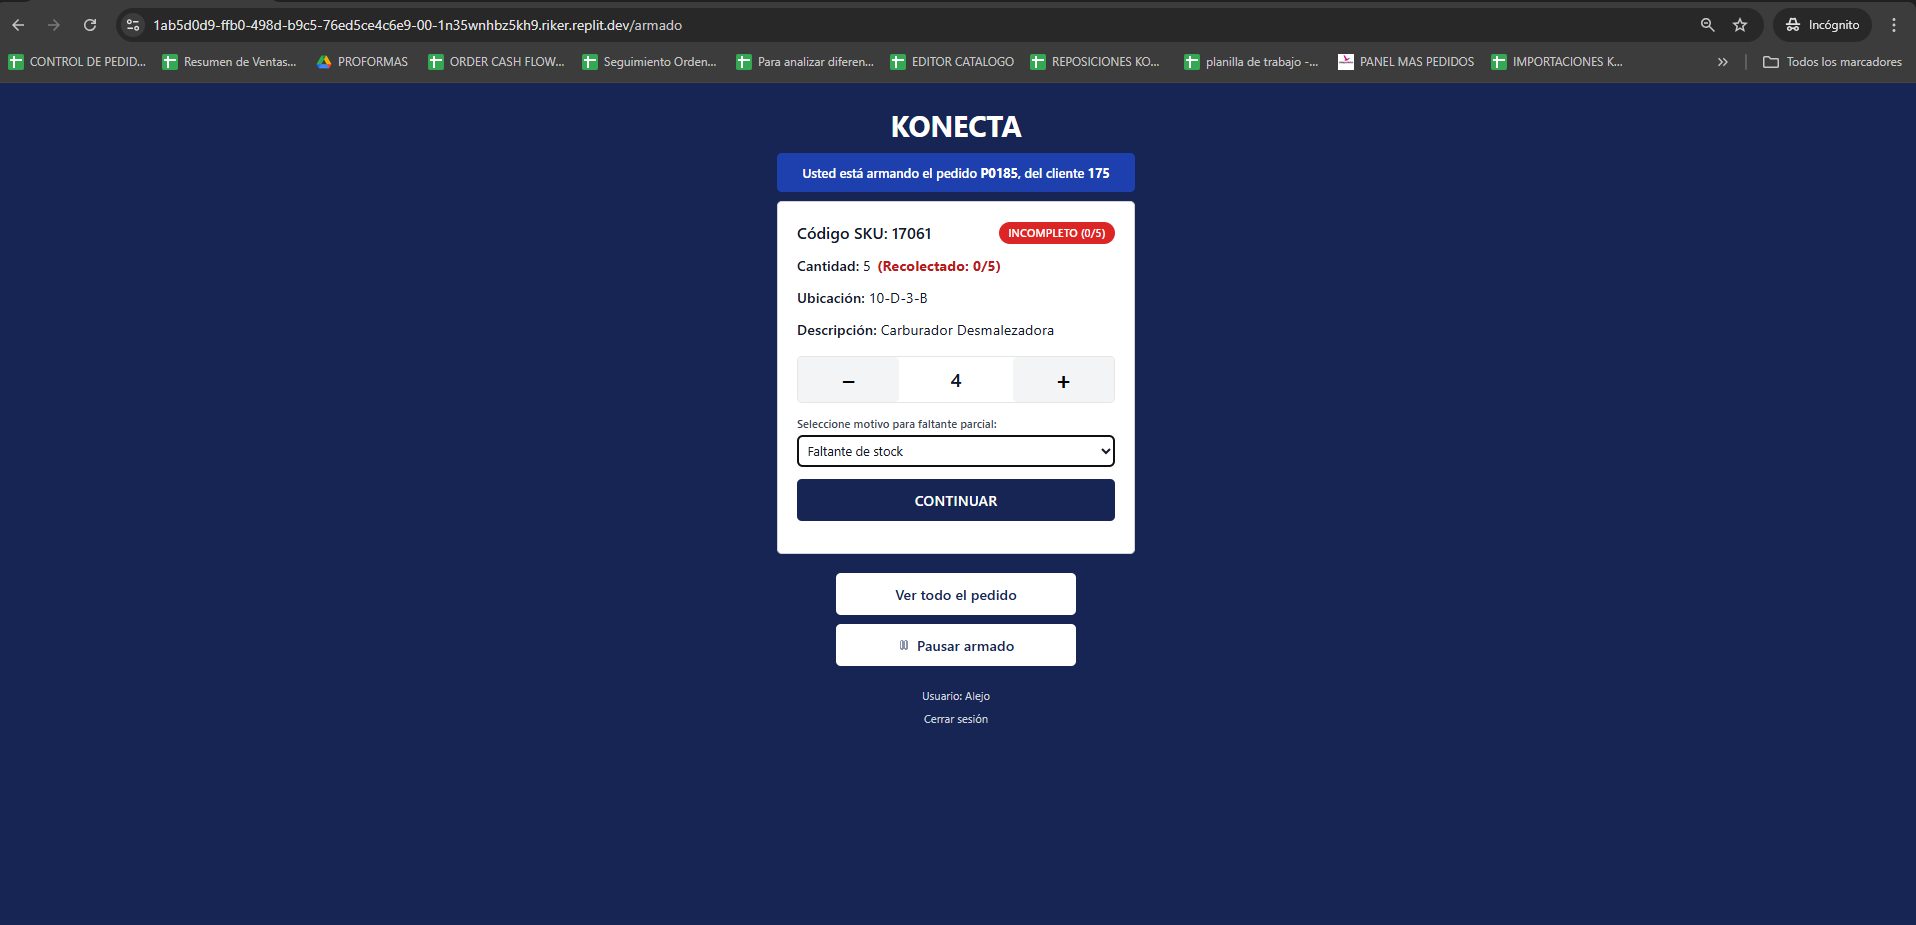 1ab5d0d9-ffb0-498d-b9c5-76ed5ce4c6e9-00-1n35wnhbz5kh9.riker.replit.dev/armado
Incógnito
CONTROL DE PEDID...
Resumen de Ventas...
PROFORMAS
ORDER CASH FLOW...
Seguimiento Orden...
Para analizar diferen...
EDITOR CATALOGO
REPOSICIONES KO...
planilla de trabajo -...
PANEL MAS PEDIDOS
IMPORTACIONES K...
Todos los marcadores
KONECTA
Usted está armando el pedido P0185, del cliente 175
Código SKU: 17061
INCOMPLETO (0/5)
Cantidad: 5 (Recolectado: 0/5)
Ubicación: 10-D-3-B
Descripción: Carburador Desmalezadora
− 4 +
Seleccione motivo para faltante parcial:
Faltante de stock
CONTINUAR
Ver todo el pedido
Pausar armado
Usuario: Alejo
Cerrar sesión